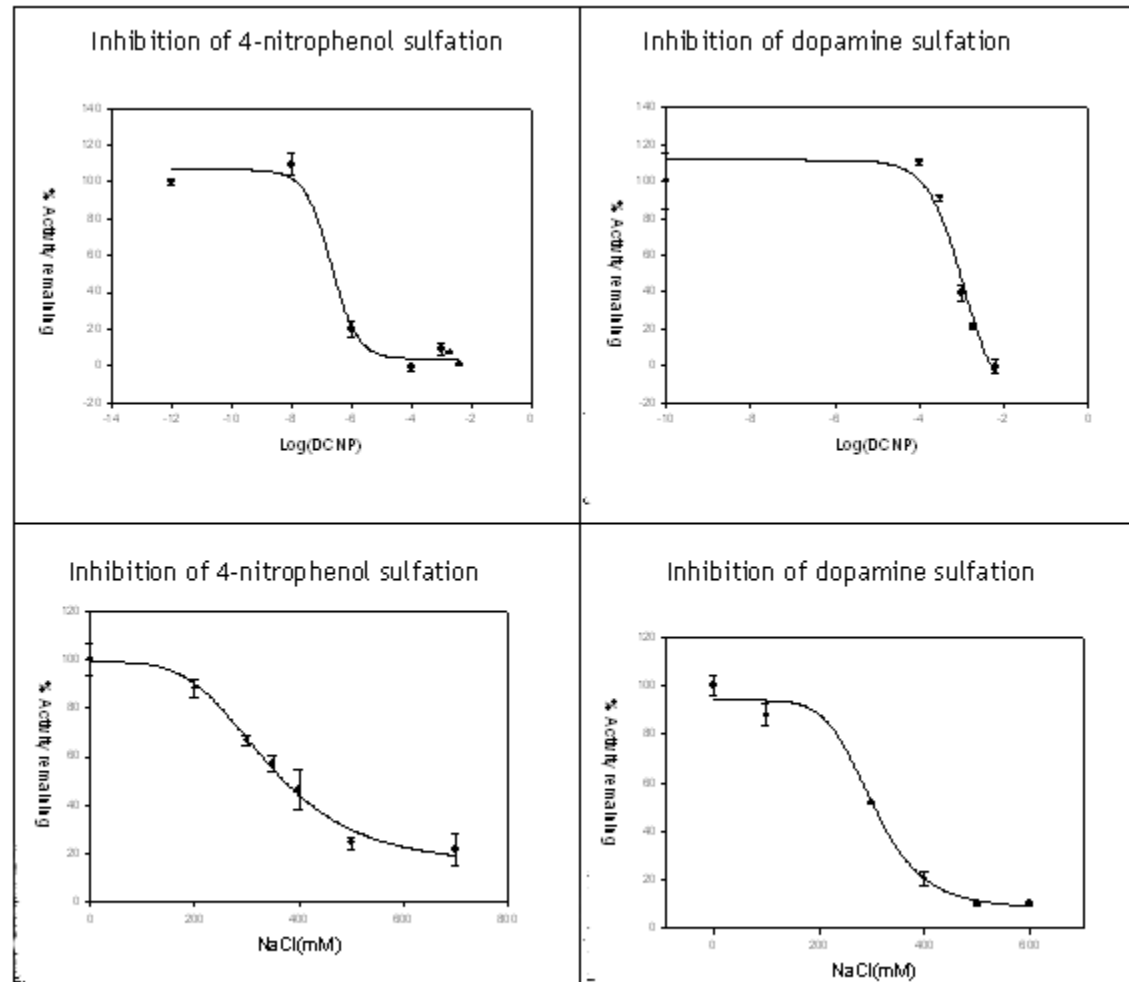 Inhibition of 4-nitrophenol sulfation
140
120
100
80
60
40
20
0
-20
% Activity remaining
-14 -12 -10 -8 -6 -4 -2 0
Log(DCNP)
Inhibition of dopamine sulfation
140
120
100
80
60
40
20
0
-20
% Activity remaining
-10 -8 -6 -4 -2 0
Log(DCNP)
Inhibition of 4-nitrophenol sulfation
120
100
80
60
40
20
0
% Activity remaining
0 200 400 600 800
NaCl(mM)
Inhibition of dopamine sulfation
120
100
80
60
40
20
0
% Activity remaining
0 200 400 600
NaCl(mM)